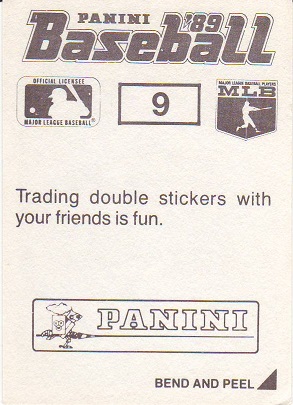 PANINI '89
Baseball
OFFICIAL LICENSEE
MAJOR LEAGUE BASEBALL
9
MAJOR LEAGUE BASEBALL PLAYERS
MLB
Trading double stickers with
your friends is fun.
PANINI
BEND AND PEEL